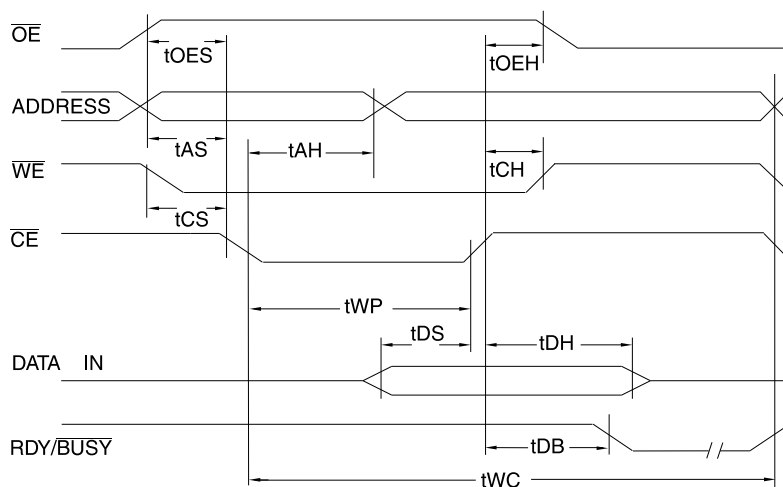 OE
tOES
tOEH
ADDRESS
tAS
tAH
WE
tCH
tCS
CE
tWP
tDS
tDH
DATA IN
RDY/BUSY
tDB
tWC